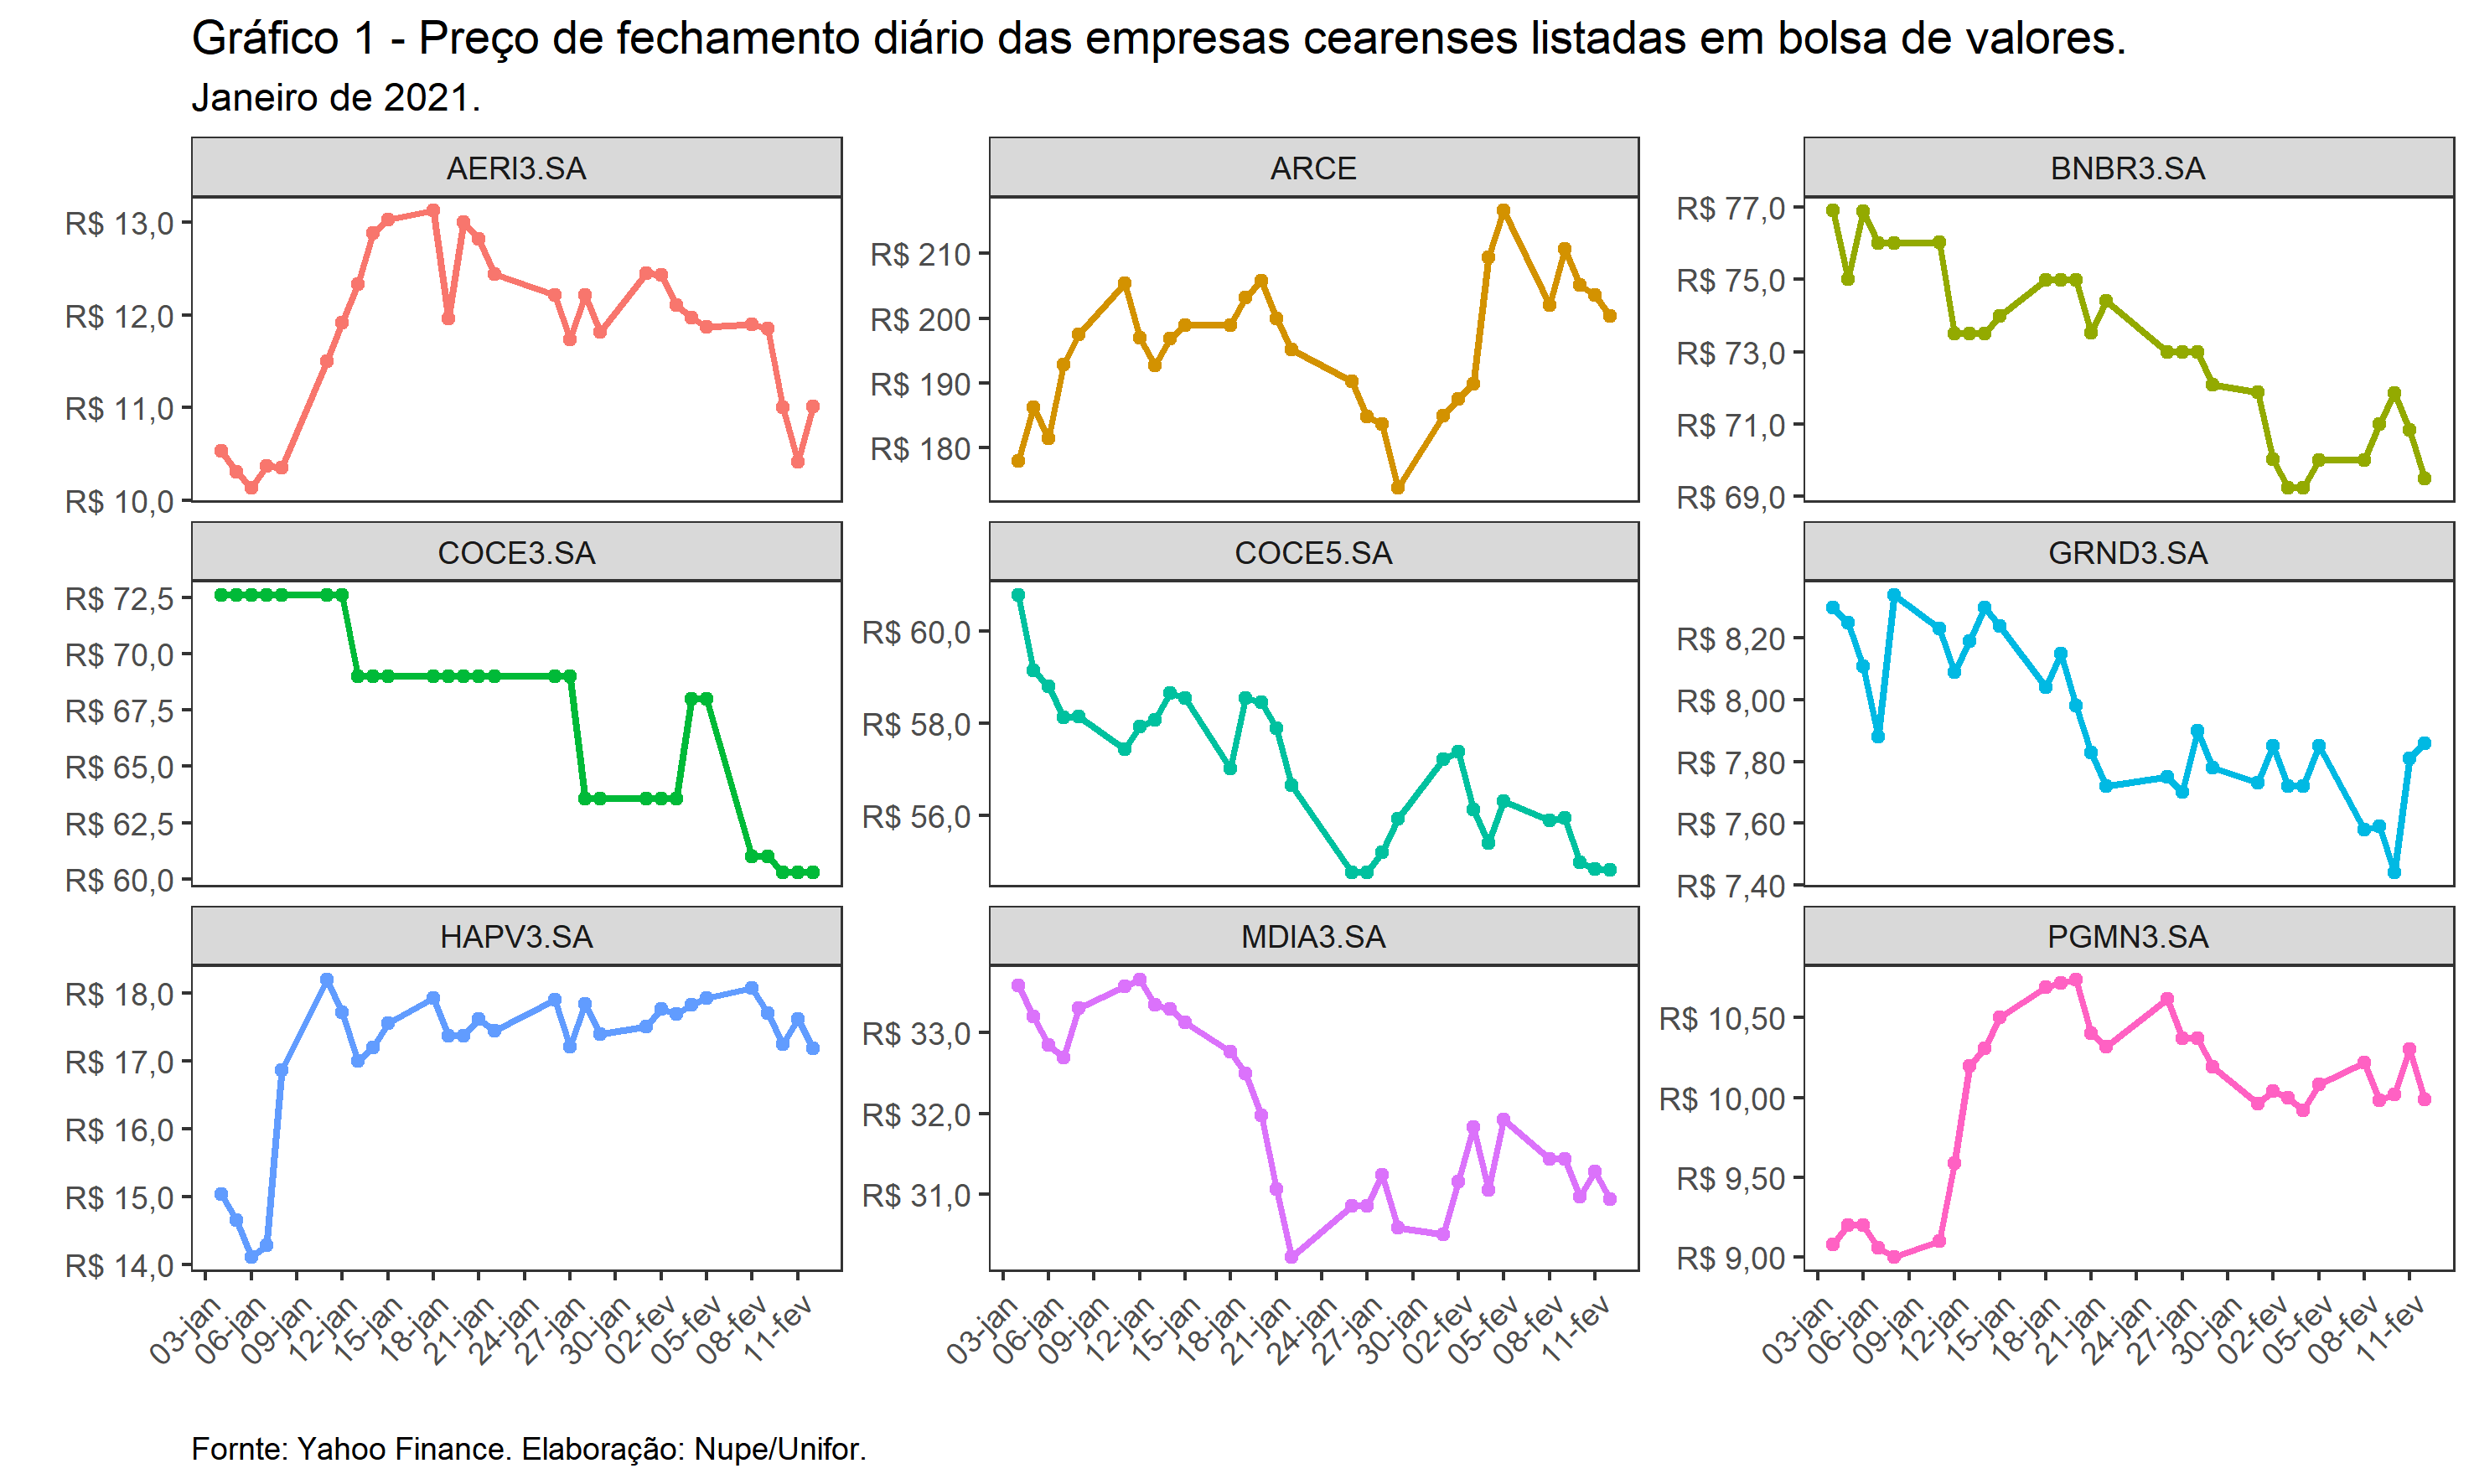 Gráfico 1 - Preço de fechamento diário das empresas cearenses listadas em bolsa de valores.
Janeiro de 2021.
AERI3.SA
R$ 13,0
R$ 12,0
R$ 11,0
R$ 10,0
ARCE
R$ 210
R$ 200
R$ 190
R$ 180
BNBR3.SA
R$ 77,0
R$ 75,0
R$ 73,0
R$ 71,0
R$ 69,0
COCE3.SA
R$ 72,5
R$ 70,0
R$ 67,5
R$ 65,0
R$ 62,5
R$ 60,0
COCE5.SA
R$ 60,0
R$ 58,0
R$ 56,0
GRND3.SA
R$ 8,20
R$ 8,00
R$ 7,80
R$ 7,60
R$ 7,40
HAPV3.SA
R$ 18,0
R$ 17,0
R$ 16,0
R$ 15,0
R$ 14,0
03-jan 06-jan 09-jan 12-jan 15-jan 18-jan 21-jan 24-jan 27-jan 30-jan 02-fev 05-fev 08-fev 11-fev
MDIA3.SA
R$ 33,0
R$ 32,0
R$ 31,0
03-jan 06-jan 09-jan 12-jan 15-jan 18-jan 21-jan 24-jan 27-jan 30-jan 02-fev 05-fev 08-fev 11-fev
PGMN3.SA
R$ 10,50
R$ 10,00
R$ 9,50
R$ 9,00
03-jan 06-jan 09-jan 12-jan 15-jan 18-jan 21-jan 24-jan 27-jan 30-jan 02-fev 05-fev 08-fev 11-fev
Fornte: Yahoo Finance. Elaboração: Nupe/Unifor.